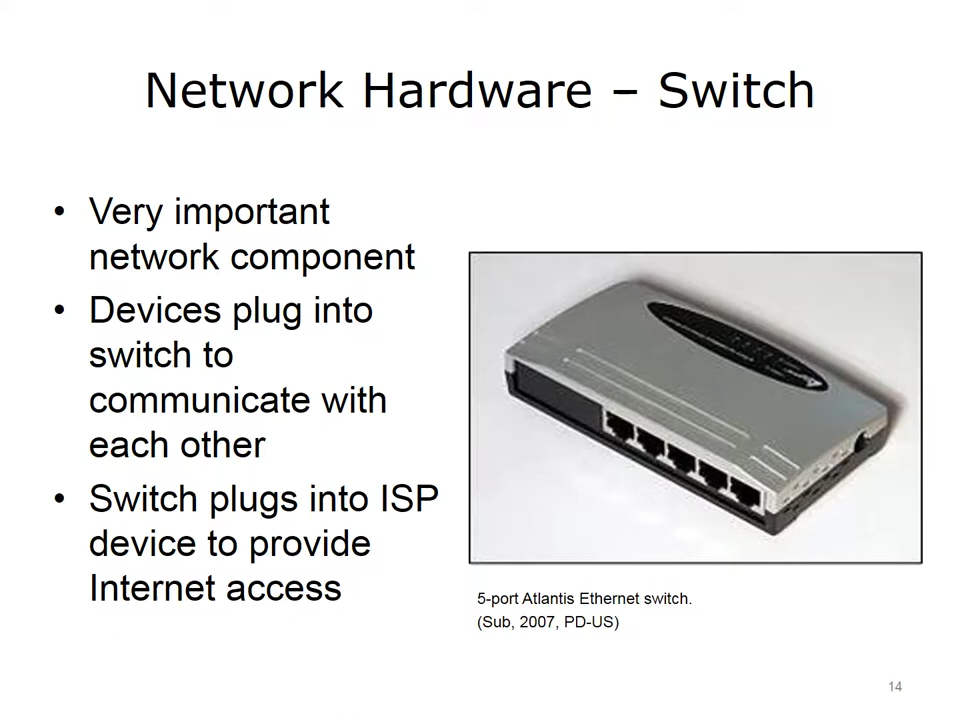 Network Hardware – Switch
• Very important
network component
• Devices plug into
switch to
communicate with
each other
• Switch plugs into ISP
device to provide
Internet access
5-port Atlantis Ethernet switch.
(Sub, 2007, PD-US)
14